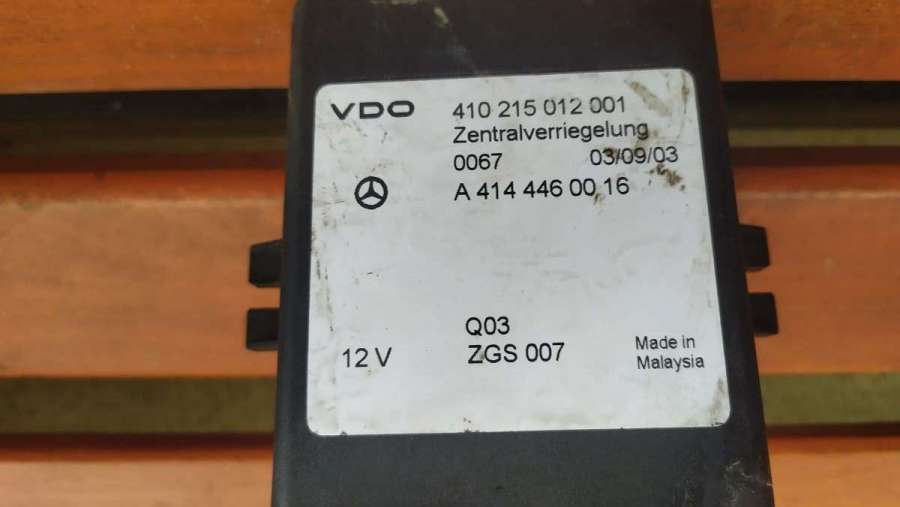 VDO 410 215 012 001
Zentralverriegelung
0067 03/09/03
A 414 446 00 16
Q03
12 V ZGS 007
Made in
Malaysia